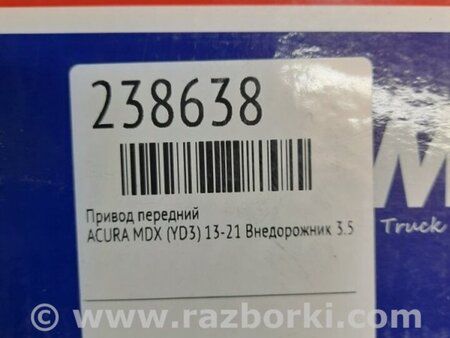 238638
Привод передний
ACURA MDX (YD3) 13-21 Внедорожник 3.5
M
Truck
© www.razborki.com